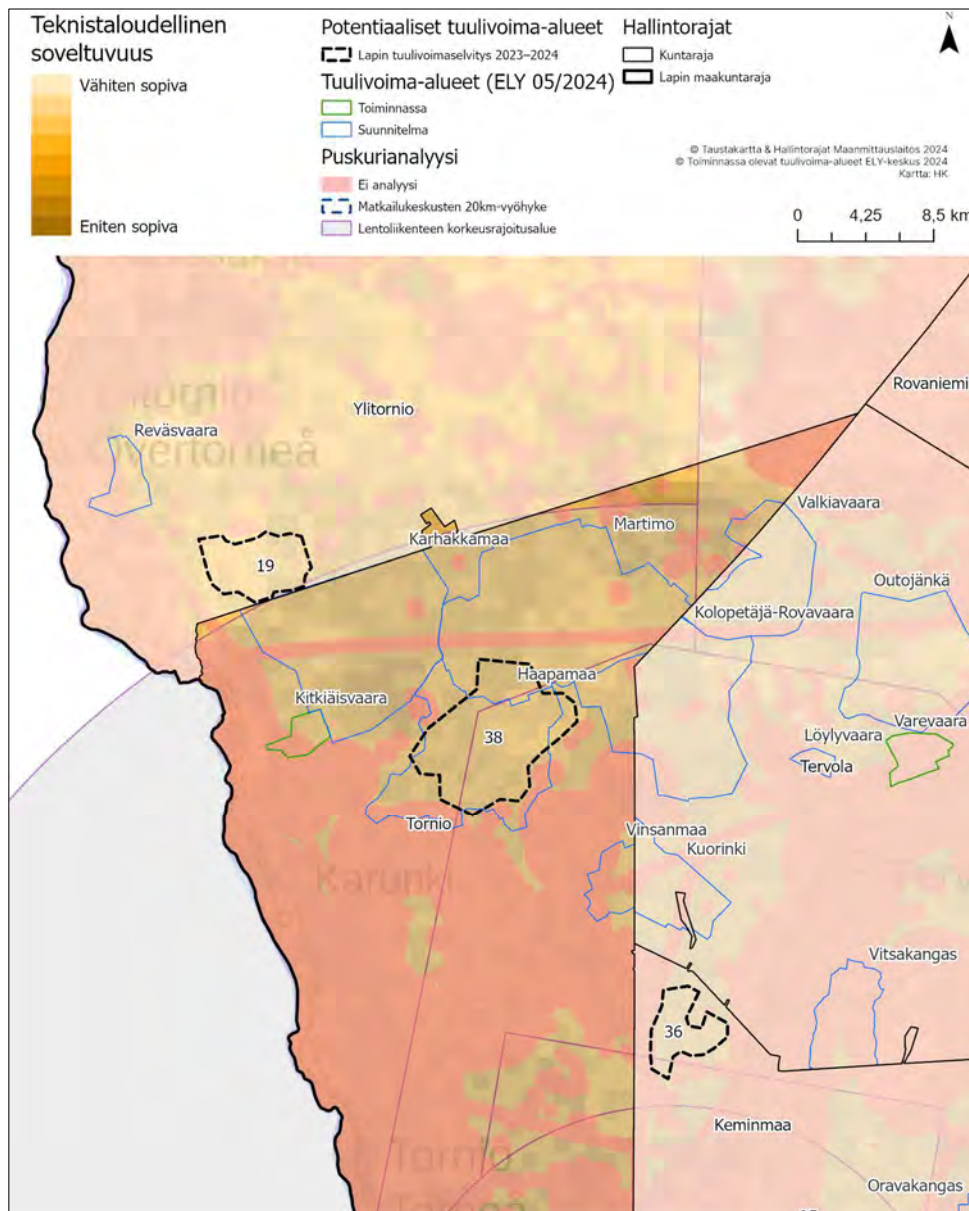 Teknistaloudellinen
soveltuvuus
Vähiten sopiva
Eniten sopiva
Potentiaaliset tuulivoima-alueet
Lapin tuulivoimaselvitys 2023–2024
Tuulivoima-alueet (ELY 05/2024)
Toiminnassa
Suunnitelma
Puskurianalyysi
Ei analyysi
Matkailukeskusten 20km-vyöhyke
Lentoliikenteen korkeusrajoitusalue
Hallintorajat
Kuntaraja
Lapin maakuntaraja
N
© Taustakartta & Hallintorajat Maanmittauslaitos 2024
© Toiminnassa olevat tuulivoima-alueet ELY-keskus 2024
Kartta: HK
0 4,25 8,5 km
Rovaniemi
Ylitornio
Reväsvaara
Övertorneå
Valkiavaara
Martimo
Karhakkamaa
19
Outojänkä
Kolopetäjä-Rovavaara
Haapamaa
Kitkiäisvaara
Varevaara
Löylyvaara
38
Tervola
Tornio
Vinsanmaa
Kuorinki
Karunki
Vitsakangas
36
Keminmaa
Tornio
Oravakangas